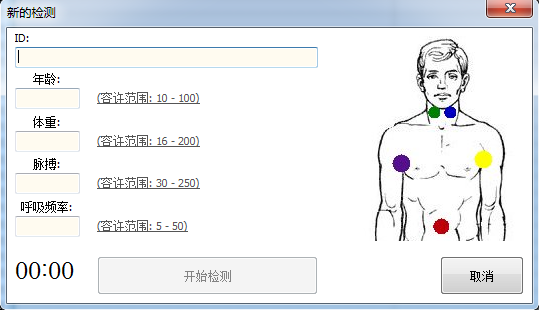 新的检测
ID:
年龄:
(容许范围: 10 - 100)
体重:
(容许范围: 16 - 200)
脉搏:
(容许范围: 30 - 250)
呼吸频率:
(容许范围: 5 - 50)
00:00
开始检测
取消